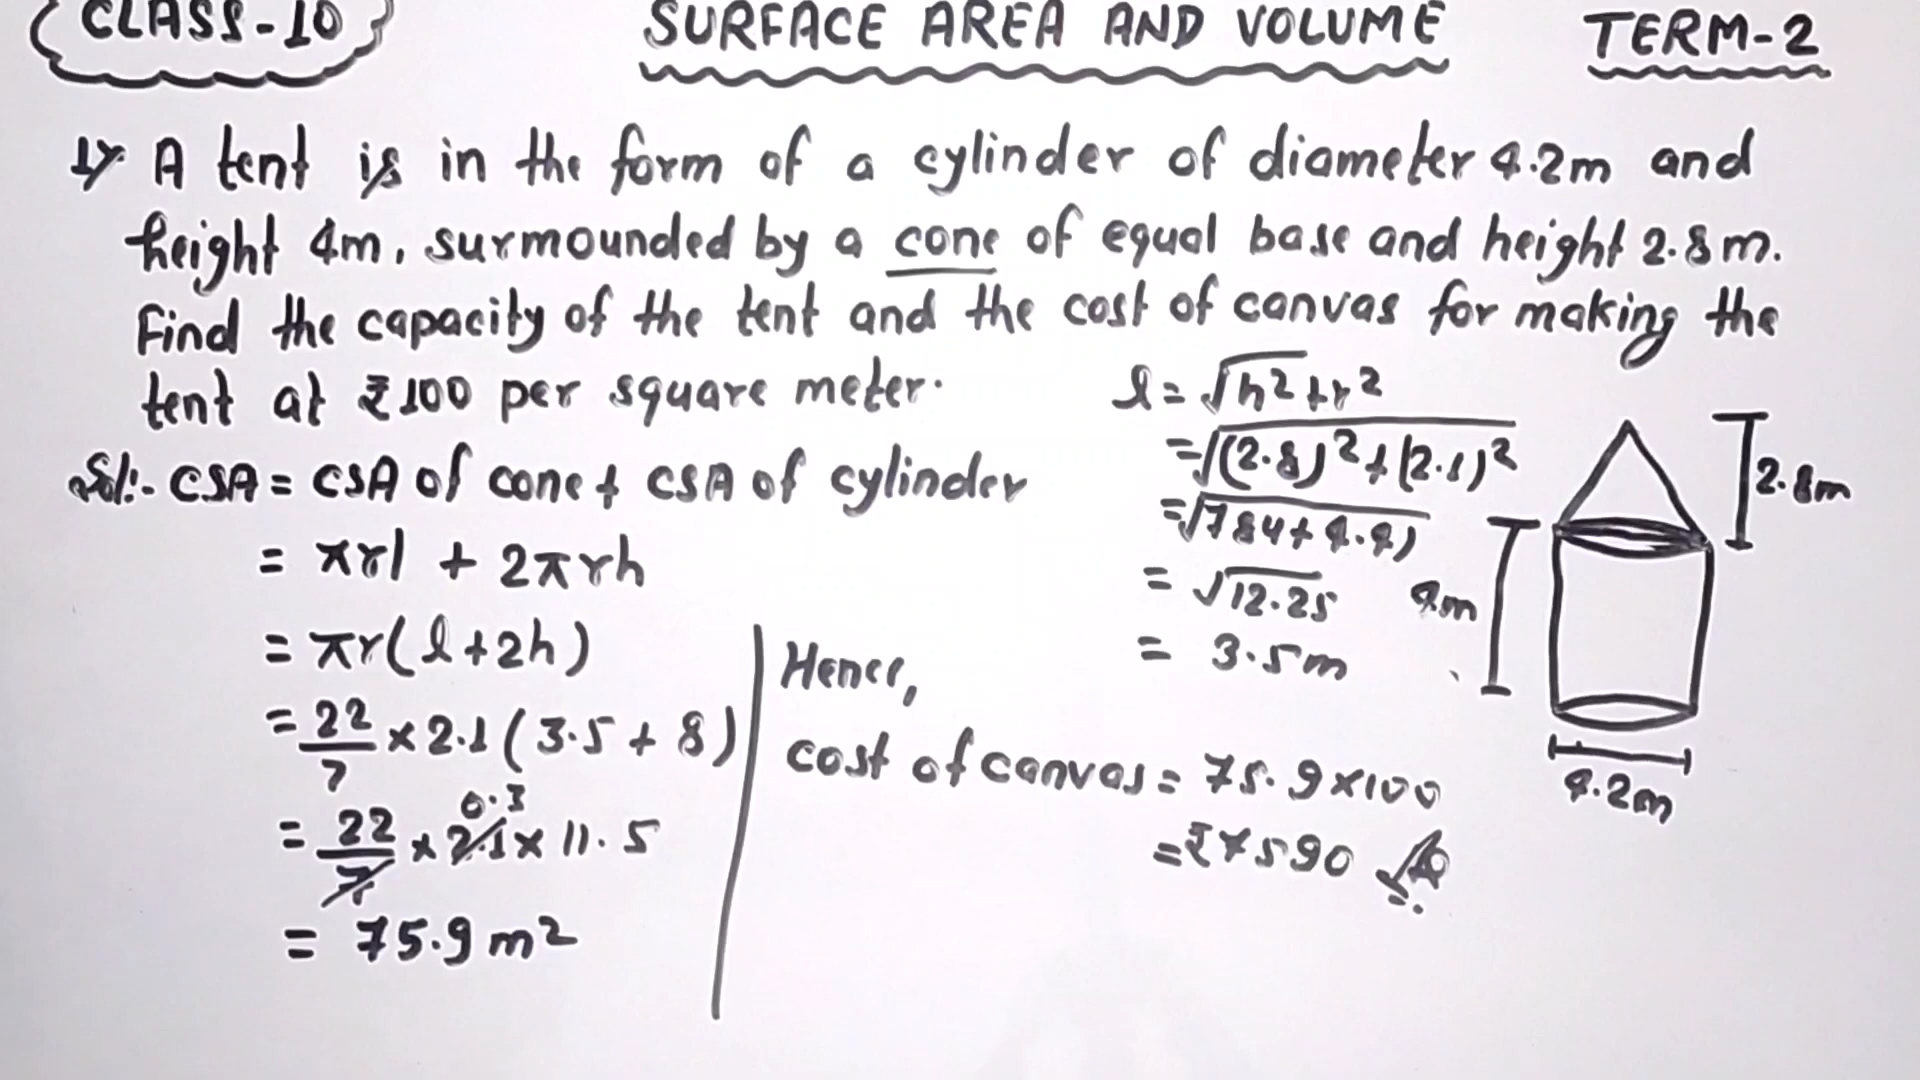 CLASS-10
SURFACE AREA AND VOLUME
TERM-2
1) A tent is in the form of a cylinder of diameter 4.2m and
height 4m, surmounded by a cone of equal base and height 2.8m.
Find the capacity of the tent and the cost of canvas for making the
tent at ₹100 per square meter.
Sol:- CSA = CSA of cone + CSA of cylinder
= πrl + 2πrh
= πr(l+2h)
= 22/7 × 2.1 (3.5 + 8)
0.3
= 22/7 × 2.1 × 11.5
= 75.9 m²
Hence,
cost of canvas = 75.9×100
= ₹7590
l = √h²+r²
= √(2.8)²+(2.1)²
= √784+4.41
= √12.25
= 3.5m
2.8m
4m
4.2m